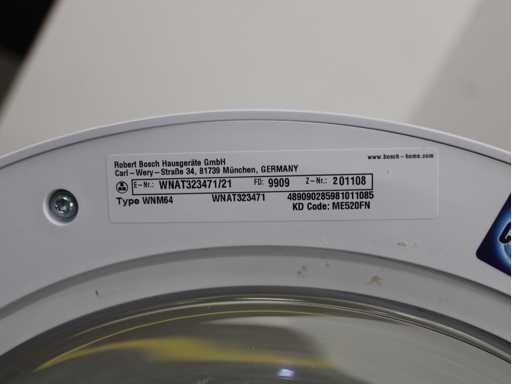 Robert Bosch Hausgeräte GmbH
Carl-Wery-Straße 34, 81739 München, GERMANY
www.bosch-home.com
E-Nr.: WNAT323471/21 FD: 9909 Z-Nr.: 201108
Type WNM64 WNAT323471 489090285981011085
KD Code: ME520FN